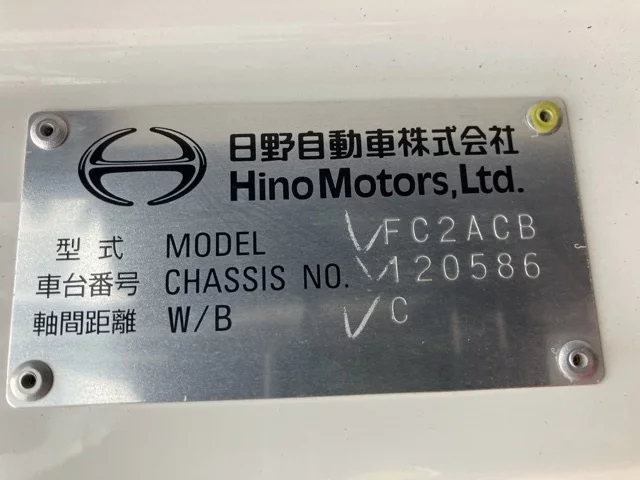 日野自動車株式会社
Hino Motors, Ltd.
型式 MODEL FC2ACB
車台番号 CHASSIS NO. 120586
軸間距離 W/B C